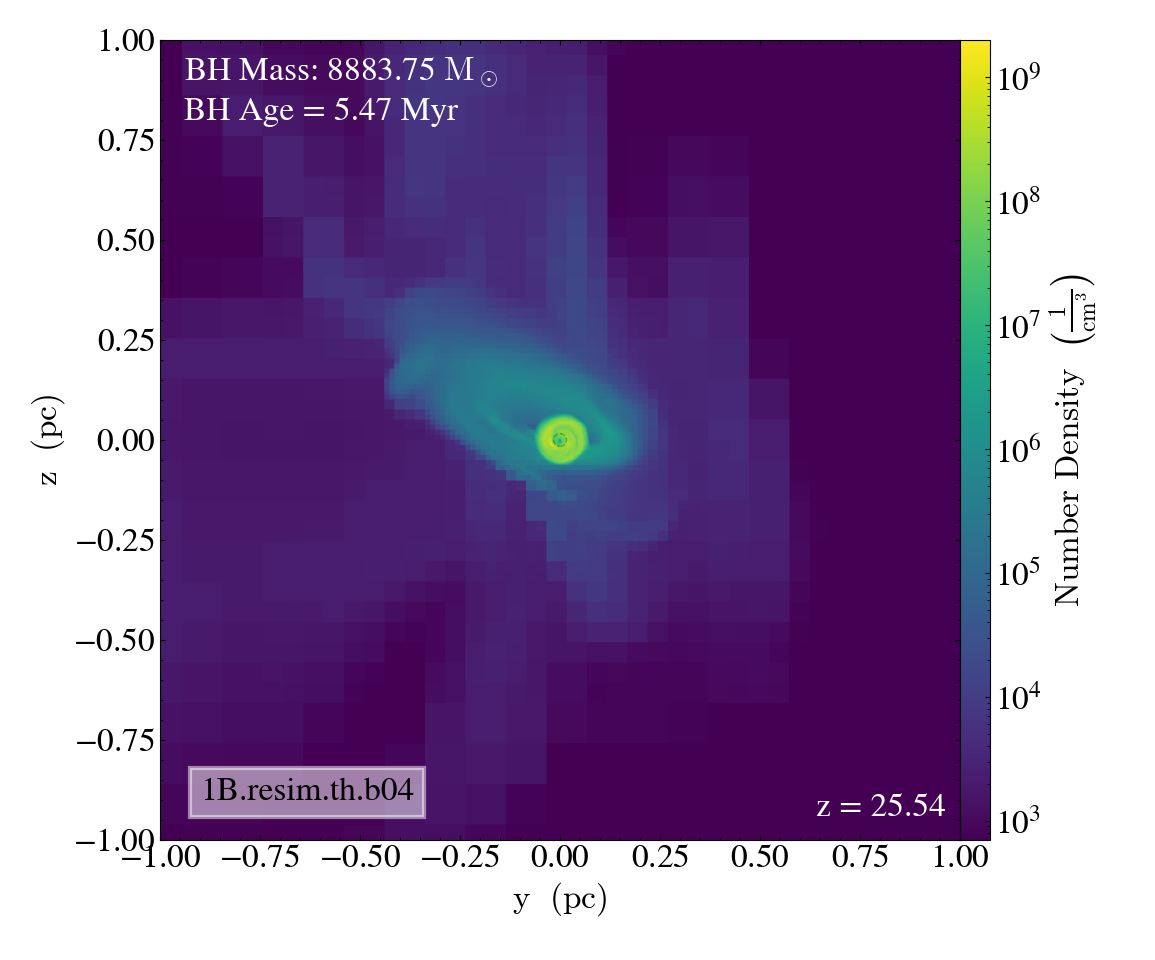 BH Mass: 8883.75 M⊙
BH Age = 5.47 Myr
1B.resim.th.b04
z = 25.54
1.00
0.75
0.50
0.25
0.00
−0.25
−0.50
−0.75
−1.00
z (pc)
−1.00 −0.75 −0.50 −0.25 0.00 0.25 0.50 0.75 1.00
y (pc)
10⁹
10⁸
10⁷
10⁶
10⁵
10⁴
10³
Number Density (1/cm³)